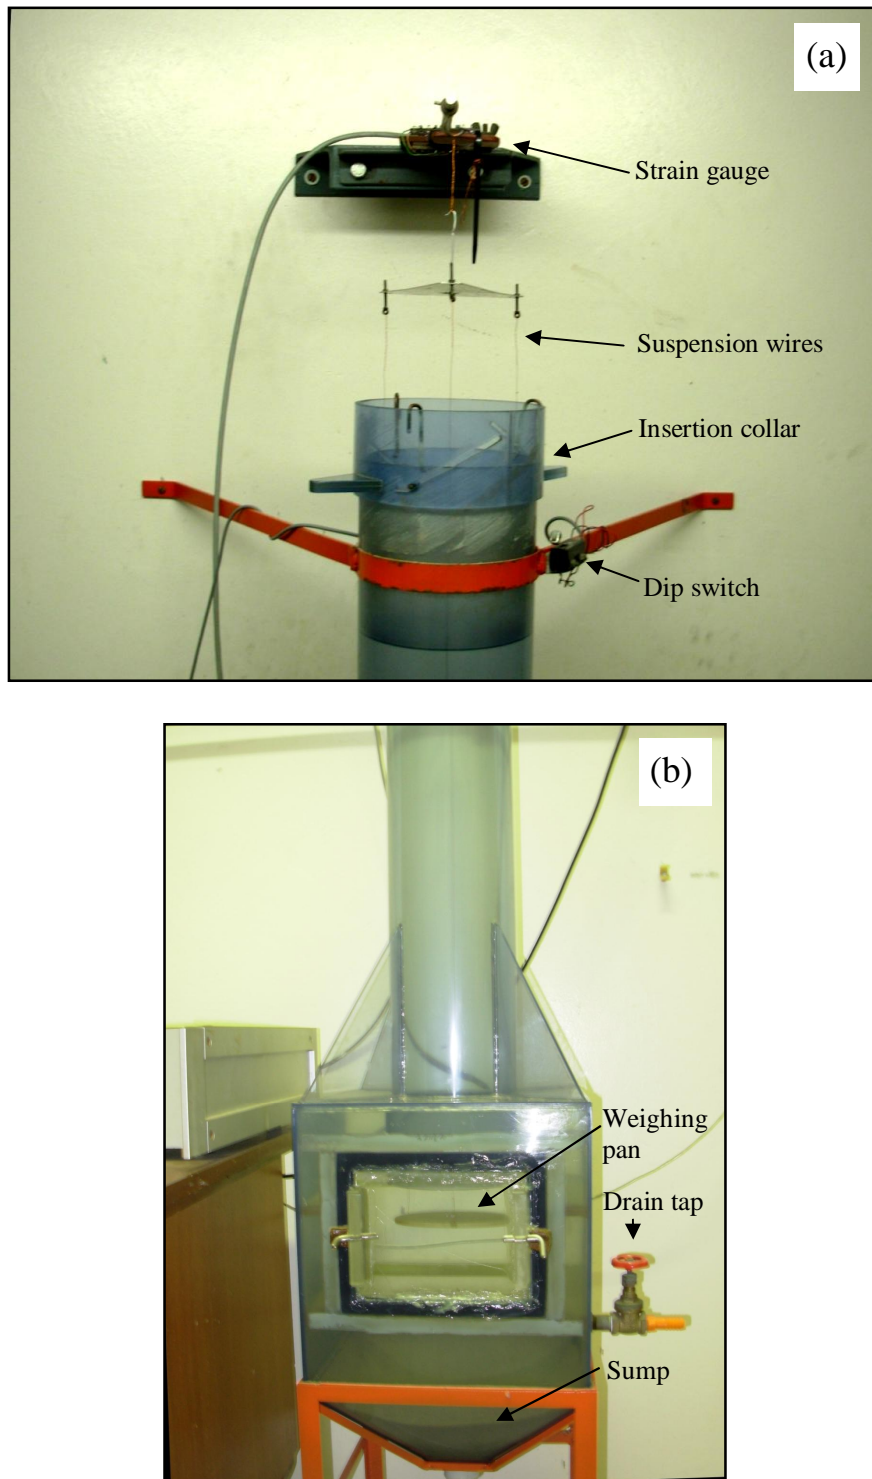 (a)
Strain gauge
Suspension wires
Insertion collar
Dip switch
(b)
Weighing
pan
Drain tap
Sump